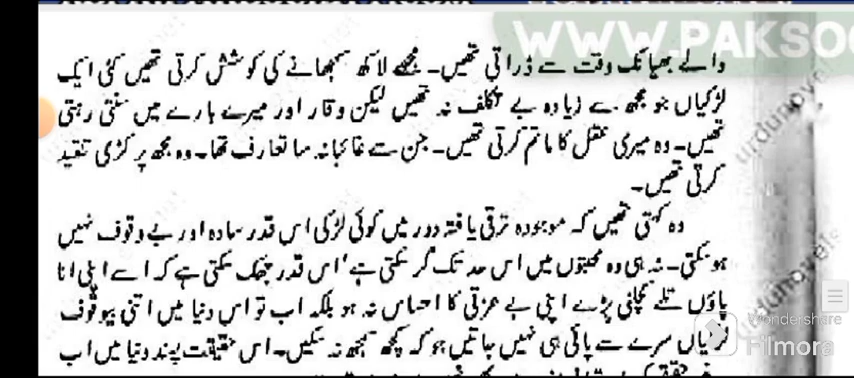 WWW.PAKSOC
والے بھیانک وقت سے ڈراتی تھیں۔ مجھے لاکھ سمجھانے کی کوشش کرتی تھیں کئی ایک
لڑکیاں جو مجھ سے زیادہ بے تکلف نہ تھیں لیکن وقار اور میرے بارے میں سنتی رہتی
تھیں۔ وہ میری عقل کا ماتم کرتی تھیں۔ جن سے غائبانہ سا تعارف تھا۔ وہ مجھ پر کڑی تنقید
کرتی تھیں۔
وہ کہتی تھیں کہ موجودہ ترقی یافتہ دور میں کوئی لڑکی اس قدر سادہ اور بے وقوف نہیں
ہو سکتی۔ نہ ہی وہ محبتوں میں اس حد تک گر سکتی ہے' اس قدر جھک سکتی ہے کہ اسے اپنی انا
پاؤں تلے کچلنی پڑے اپنی بے عزتی کا احساس نہ ہو بلکہ اب تو اس دنیا میں اتنی بیوقوف
لڑکیاں سرے سے پائی ہی نہیں جاتیں جو کہ کچھ سمجھ نہ سکیں۔ اس حقیقت پسند دنیا میں اب
urdunovels
urdunovels
Wondershare
Filmora